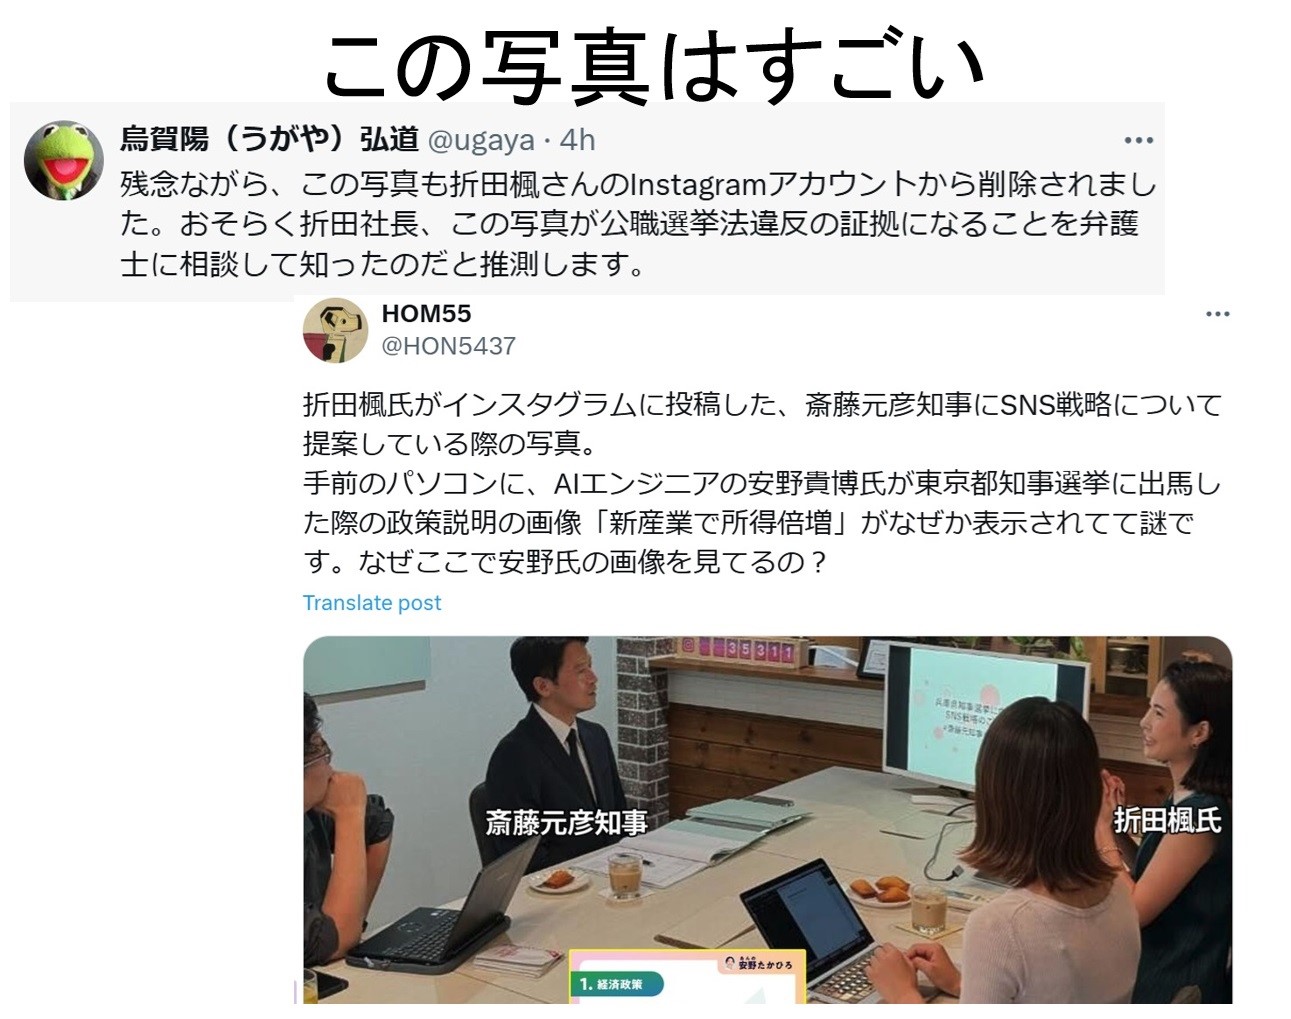 この写真はすごい
烏賀陽（うがや）弘道 @ugaya · 4h
残念ながら、この写真も折田楓さんのInstagramアカウントから削除されまし
た。おそらく折田社長、この写真が公職選挙法違反の証拠になることを弁護
士に相談して知ったのだと推測します。
HOM55
@HON5437
折田楓氏がインスタグラムに投稿した、斎藤元彦知事にSNS戦略について
提案している際の写真。
手前のパソコンに、AIエンジニアの安野貴博氏が東京都知事選挙に出馬し
た際の政策説明の画像「新産業で所得倍増」がなぜか表示されてて謎で
す。なぜここで安野氏の画像を見てるの？
Translate post
35311
兵庫県知事選挙に
SNS戦略のご
#斎藤元知事
斎藤元彦知事
折田楓氏
あんの
安野たかひろ
1. 経済政策